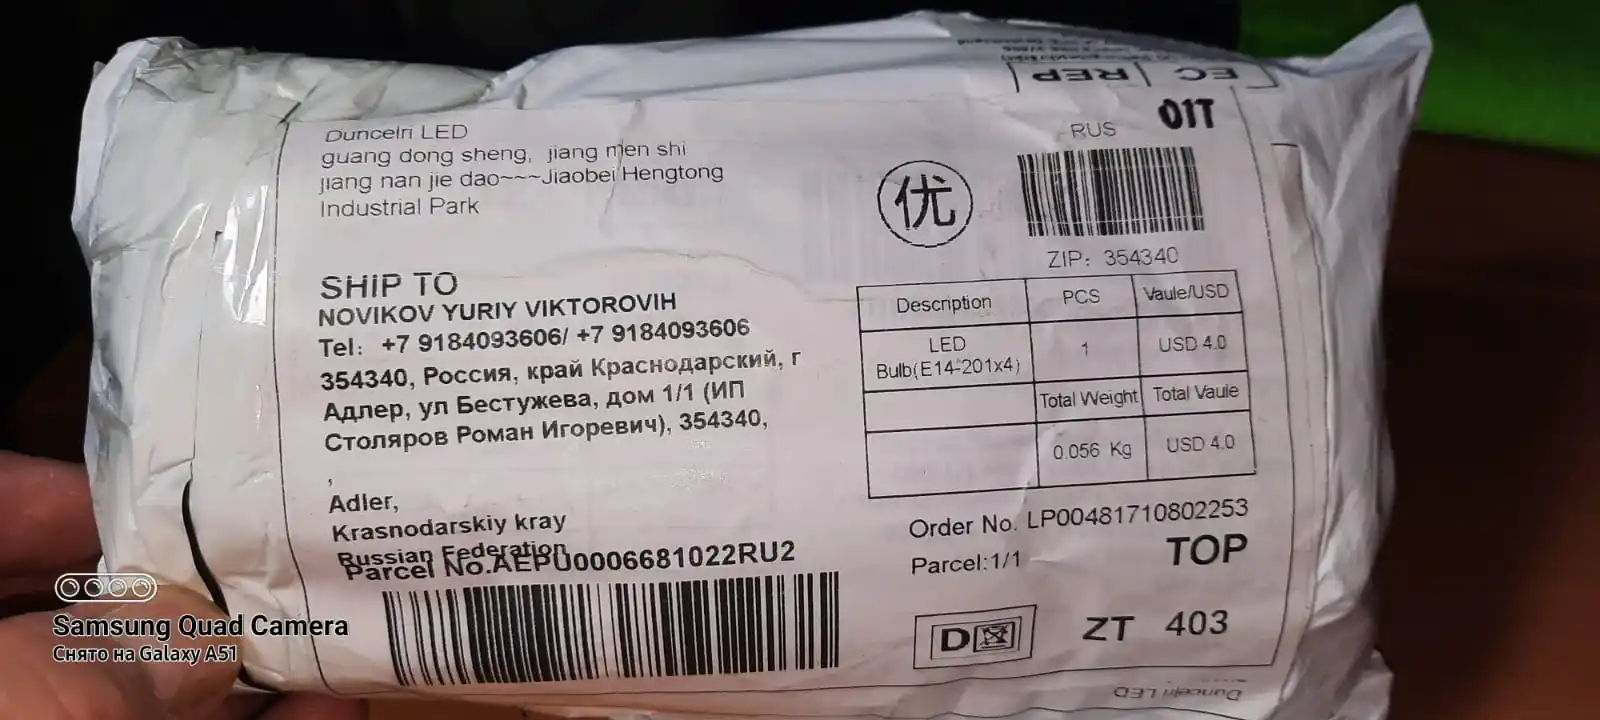 EC REP
Duncelri LED
guang dong sheng, jiang men shi
jiang nan jie dao~~~Jiaobei Hengtong
Industrial Park
SHIP TO
NOVIKOV YURIY VIKTOROVIH
Tel: +7 9184093606/ +7 9184093606
354340, Россия, край Краснодарский, г
Адлер, ул Бестужева, дом 1/1 (ИП
Столяров Роман Игоревич), 354340,
,
Adler,
Krasnodarskiy kray
Russian Federation
Parcel No.AEPU0006681022RU2
优
RUS
01T
ZIP: 354340
Description PCS Vaule/USD
LED
Bulb(E14-201x4) 1 USD 4.0
Total Weight Total Vaule
0.056 Kg USD 4.0
Order No. LP00481710802253
Parcel:1/1
TOP
D
ZT 403
Duncelri LED
Samsung Quad Camera
Снято на Galaxy A51